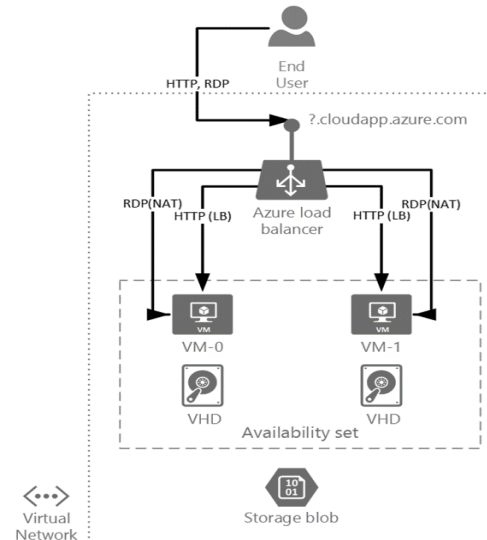 End
User
HTTP, RDP
?.cloudapp.azure.com
RDP(NAT)
HTTP (LB)
Azure load
balancer
HTTP (LB)
RDP(NAT)
VM
VM
VM-0
VM-1
VHD
VHD
Availability set
10
01
Storage blob
Virtual
Network